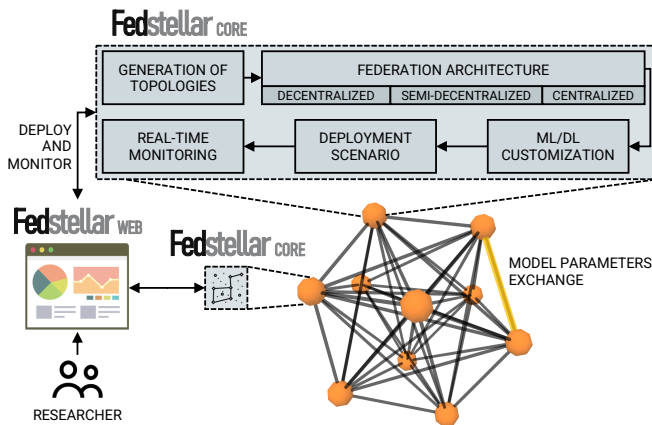 Fedstellar CORE
GENERATION OF
TOPOLOGIES
FEDERATION ARCHITECTURE
DECENTRALIZED SEMI-DECENTRALIZED CENTRALIZED
DEPLOY
AND
MONITOR
REAL-TIME
MONITORING
DEPLOYMENT
SCENARIO
ML/DL
CUSTOMIZATION
Fedstellar WEB
Fedstellar CORE
MODEL PARAMETERS
EXCHANGE
RESEARCHER